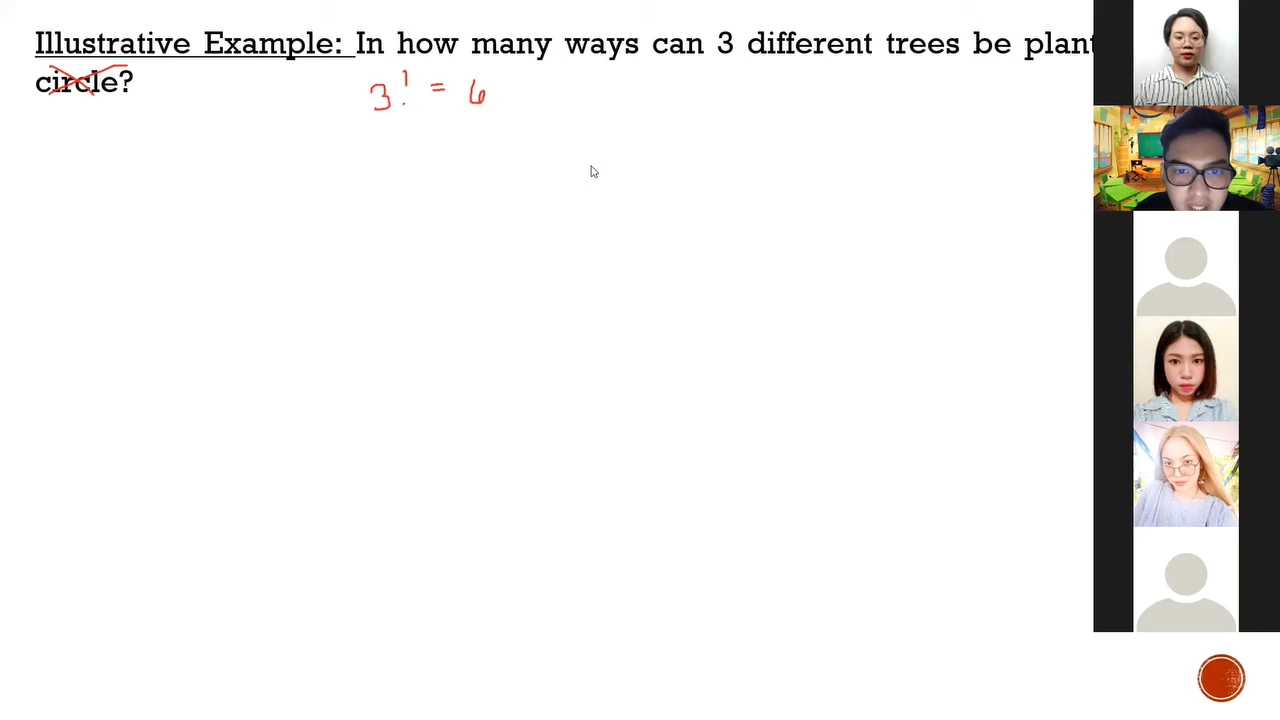 Illustrative Example: In how many ways can 3 different trees be plant
circle?
3! = 6